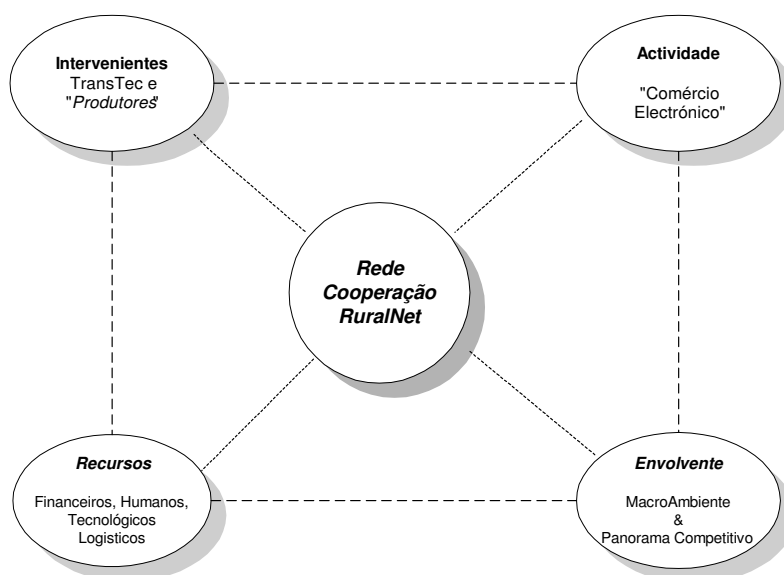 Intervenientes
TransTec e
"Produtores"
Actividade
"Comércio
Electrónico"
Rede
Cooperação
RuralNet
Recursos
Financeiros, Humanos,
Tecnológicos
Logisticos
Envolvente
MacroAmbiente
&
Panorama Competitivo